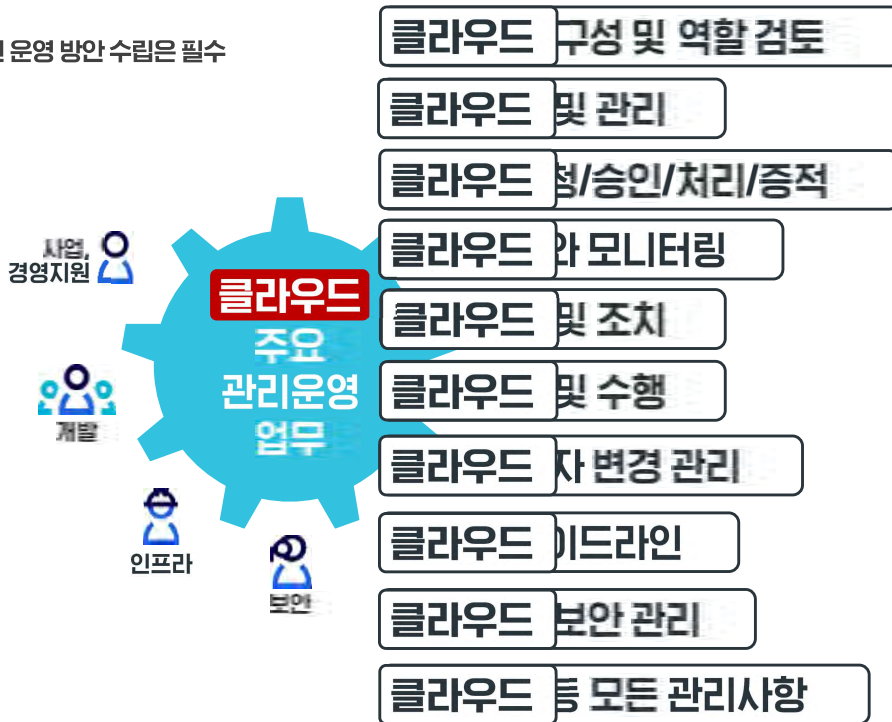 운영 방안 수립은 필수
클라우드 구성 및 역할 검토
클라우드 및 관리
클라우드 청/승인/처리/증적
클라우드 와 모니터링
클라우드 및 조치
클라우드 및 수행
클라우드 자 변경 관리
클라우드 이드라인
클라우드 보안 관리
클라우드 등 모든 관리사항
사업,
경영지원
개발
인프라
보안
클라우드
주요
관리운영
업무